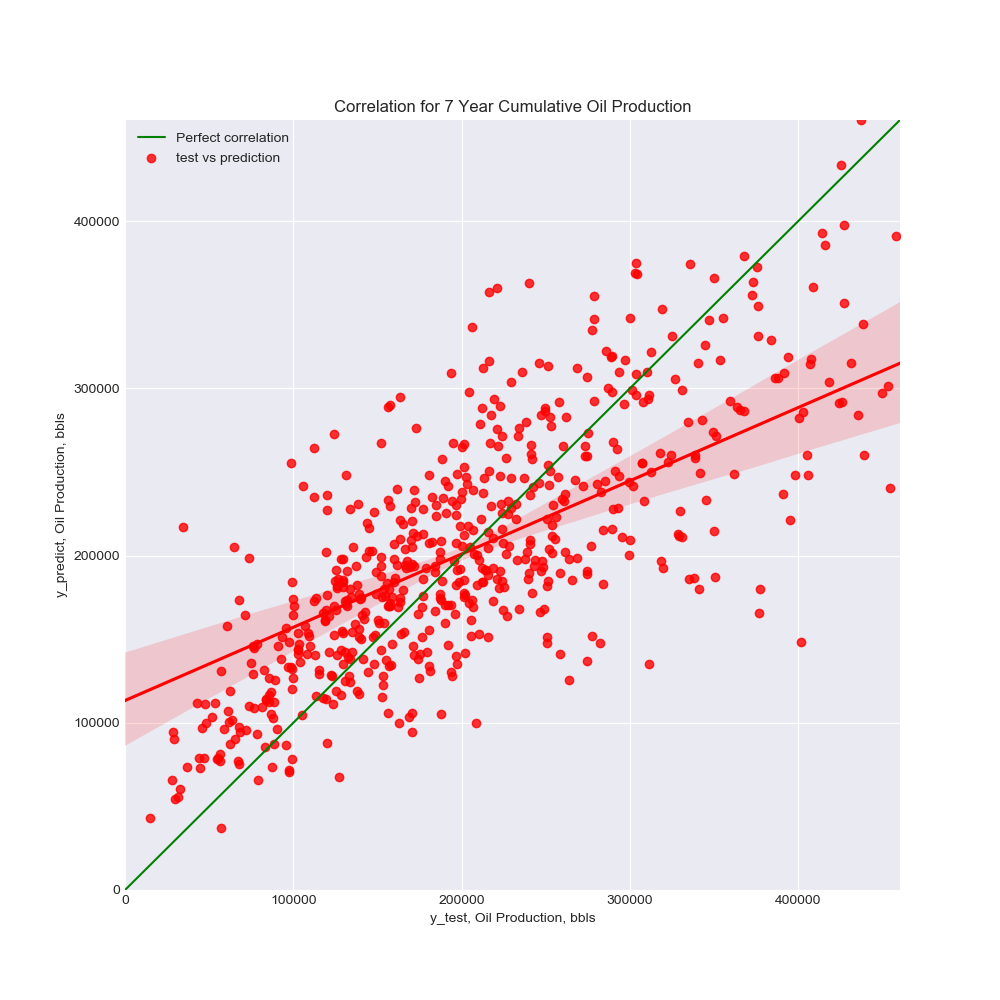 Correlation for 7 Year Cumulative Oil Production
Perfect correlation
test vs prediction
400000
300000
200000
100000
0
y_predict, Oil Production, bbls
0 100000 200000 300000 400000
y_test, Oil Production, bbls